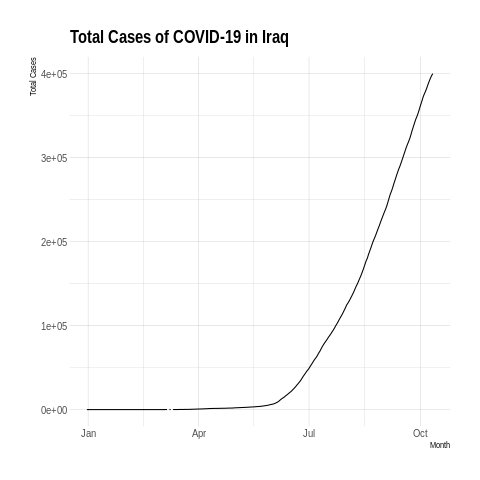 Total Cases of COVID-19 in Iraq
Total Cases
4e+05
3e+05
2e+05
1e+05
0e+00
Jan Apr Jul Oct
Month